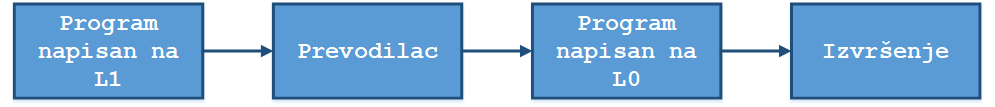 Program
napisan na
L1
Prevodilac
Program
napisan na
L0
Izvršenje